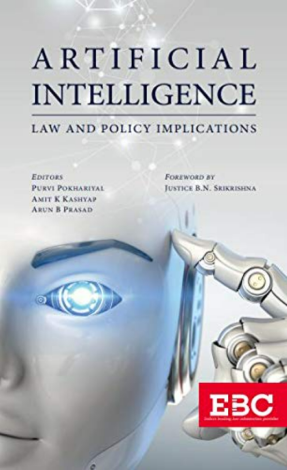 ARTIFICIAL
INTELLIGENCE
LAW AND POLICY IMPLICATIONS
EDITORS
PURVI POKHARIYAL
AMIT K KASHYAP
ARUN B PRASAD
FOREWORD BY
JUSTICE B.N. SRIKRISHNA
EBC